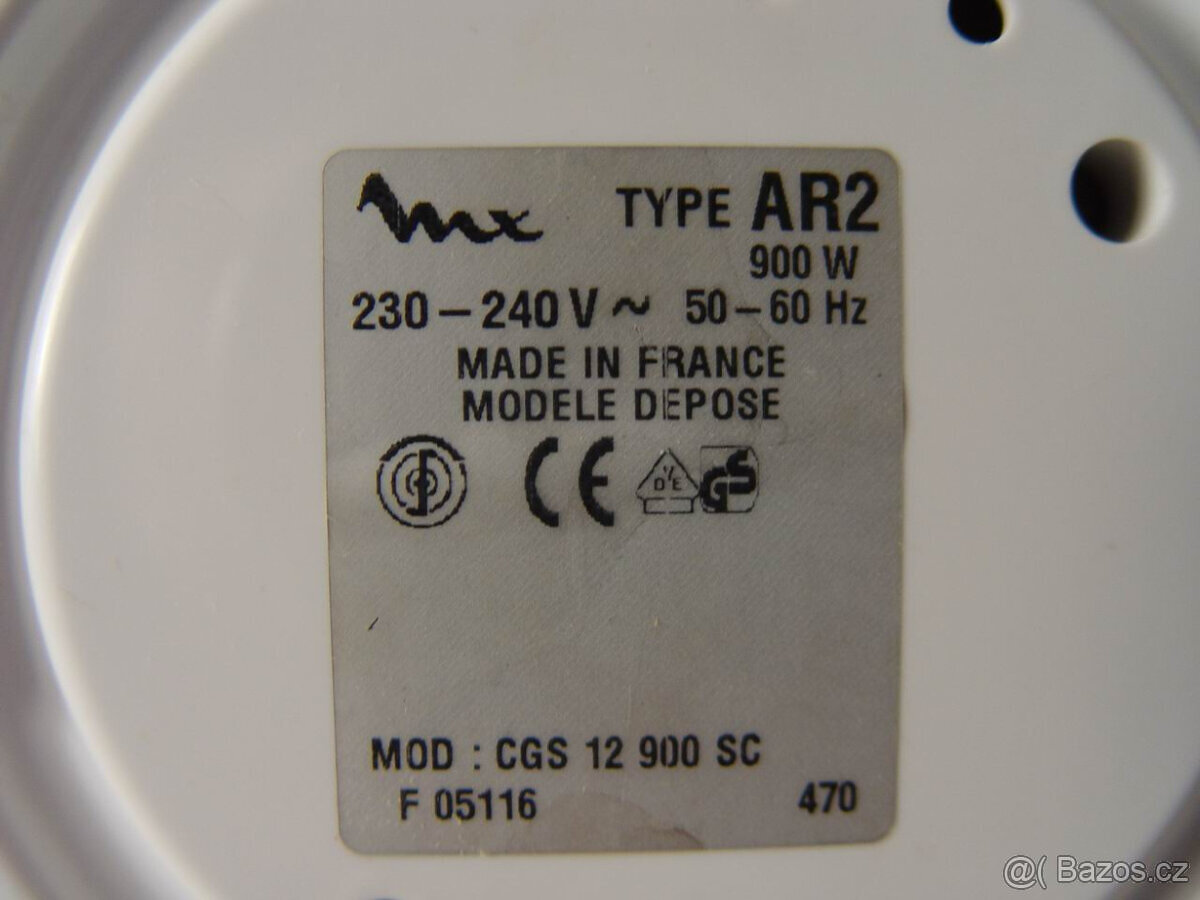 mx TYPE AR2
900 W
230 – 240 V ~ 50 – 60 Hz
MADE IN FRANCE
MODELE DEPOSE
CE VDE GS
MOD : CGS 12 900 SC
F 05116 470
@( Bazos.cz